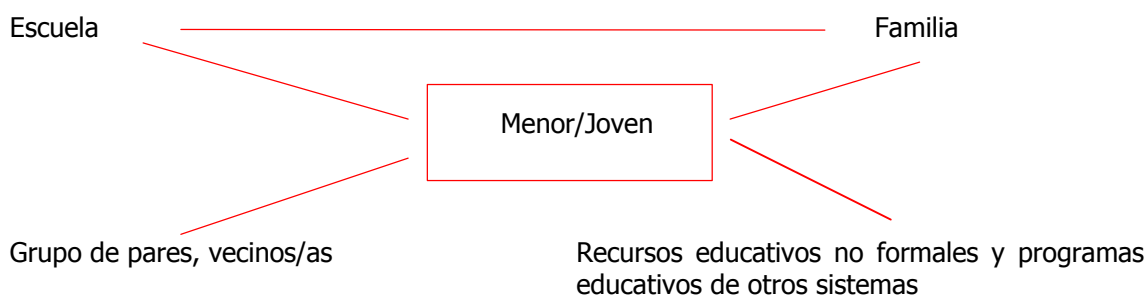 Escuela
Familia
Menor/Joven
Grupo de pares, vecinos/as
Recursos educativos no formales y programas
educativos de otros sistemas